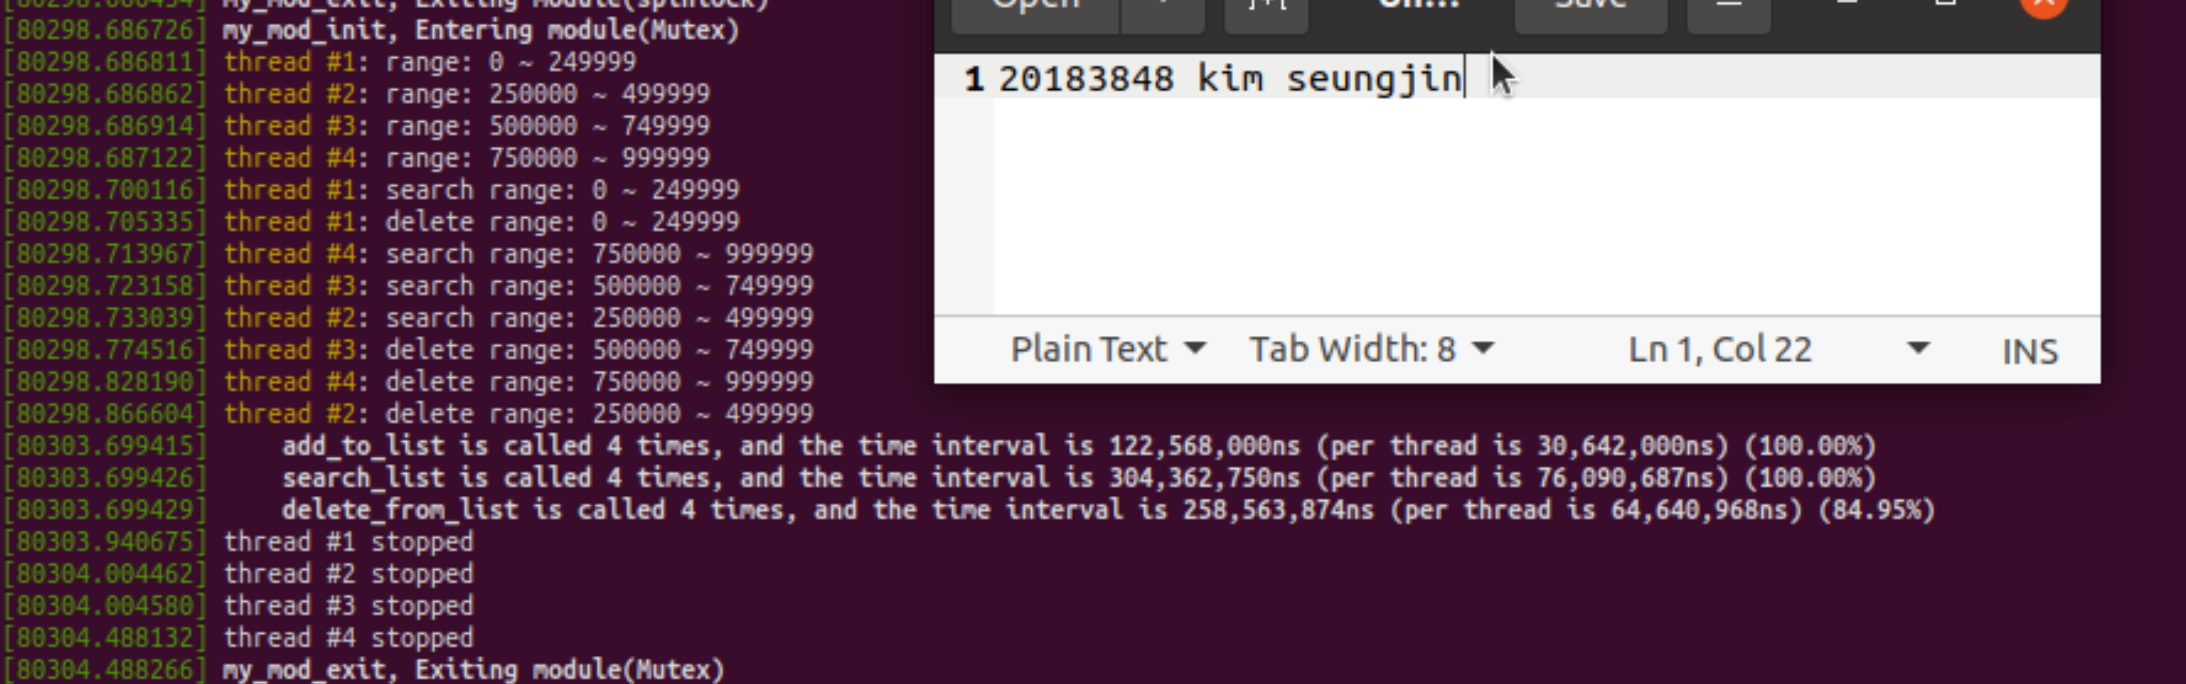 my_mod_exit, Exiting module(spinlock)
[80298.686726] my_mod_init, Entering module(Mutex)
[80298.686811] thread #1: range: 0 ~ 249999
[80298.686862] thread #2: range: 250000 ~ 499999
[80298.686914] thread #3: range: 500000 ~ 749999
[80298.687122] thread #4: range: 750000 ~ 999999
[80298.700116] thread #1: search range: 0 ~ 249999
[80298.705335] thread #1: delete range: 0 ~ 249999
[80298.713967] thread #4: search range: 750000 ~ 999999
[80298.723158] thread #3: search range: 500000 ~ 749999
[80298.733039] thread #2: search range: 250000 ~ 499999
[80298.774516] thread #3: delete range: 500000 ~ 749999
[80298.828190] thread #4: delete range: 750000 ~ 999999
[80298.866604] thread #2: delete range: 250000 ~ 499999
[80303.699415] add_to_list is called 4 times, and the time interval is 122,568,000ns (per thread is 30,642,000ns) (100.00%)
[80303.699426] search_list is called 4 times, and the time interval is 304,362,750ns (per thread is 76,090,687ns) (100.00%)
[80303.699429] delete_from_list is called 4 times, and the time interval is 258,563,874ns (per thread is 64,640,968ns) (84.95%)
[80303.940675] thread #1 stopped
[80304.004462] thread #2 stopped
[80304.004580] thread #3 stopped
[80304.488132] thread #4 stopped
[80304.488266] my_mod_exit, Exiting module(Mutex)
Open Un... Save
1 20183848 kim seungjin
Plain Text Tab Width: 8 Ln 1, Col 22 INS